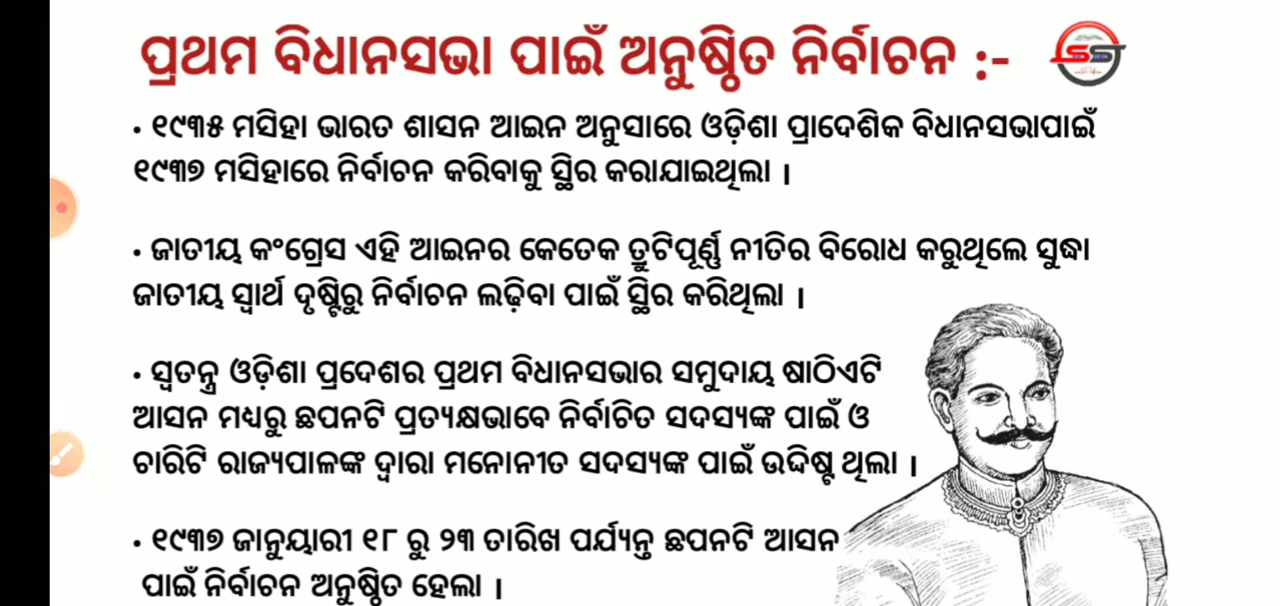 ପ୍ରଥମ ବିଧାନସଭା ପାଇଁ ଅନୁଷ୍ଠିତ ନିର୍ବାଚନ :-
SST
• ୧୯୩୫ ମସିହା ଭାରତ ଶାସନ ଆଇନ ଅନୁସାରେ ଓଡ଼ିଶା ପ୍ରାଦେଶିକ ବିଧାନସଭାପାଇଁ
୧୯୩୭ ମସିହାରେ ନିର୍ବାଚନ କରିବାକୁ ସ୍ଥିର କରାଯାଇଥିଲା ।
• ଜାତୀୟ କଂଗ୍ରେସ ଏହି ଆଇନର କେତେକ ତ୍ରୁଟିପୂର୍ଣ୍ଣ ନୀତିର ବିରୋଧ କରୁଥିଲେ ସୁଦ୍ଧା
ଜାତୀୟ ସ୍ୱାର୍ଥ ଦୃଷ୍ଟିରୁ ନିର୍ବାଚନ ଲଢ଼ିବା ପାଇଁ ସ୍ଥିର କରିଥିଲା ।
• ସ୍ୱତନ୍ତ୍ର ଓଡ଼ିଶା ପ୍ରଦେଶର ପ୍ରଥମ ବିଧାନସଭାର ସମୁଦାୟ ଷାଠିଏଟି
ଆସନ ମଧ୍ୟରୁ ଛପନଟି ପ୍ରତ୍ୟକ୍ଷଭାବେ ନିର୍ବାଚିତ ସଦସ୍ୟଙ୍କ ପାଇଁ ଓ
ଚାରିଟି ରାଜ୍ୟପାଳଙ୍କ ଦ୍ୱାରା ମନୋନୀତ ସଦସ୍ୟଙ୍କ ପାଇଁ ଉଦ୍ଦିଷ୍ଟ ଥିଲା ।
• ୧୯୩୭ ଜାନୁୟାରୀ ୧୮ ରୁ ୨୩ ତାରିଖ ପର୍ଯ୍ୟନ୍ତ ଛପନଟି ଆସନ
ପାଇଁ ନିର୍ବାଚନ ଅନୁଷ୍ଠିତ ହେଲା ।